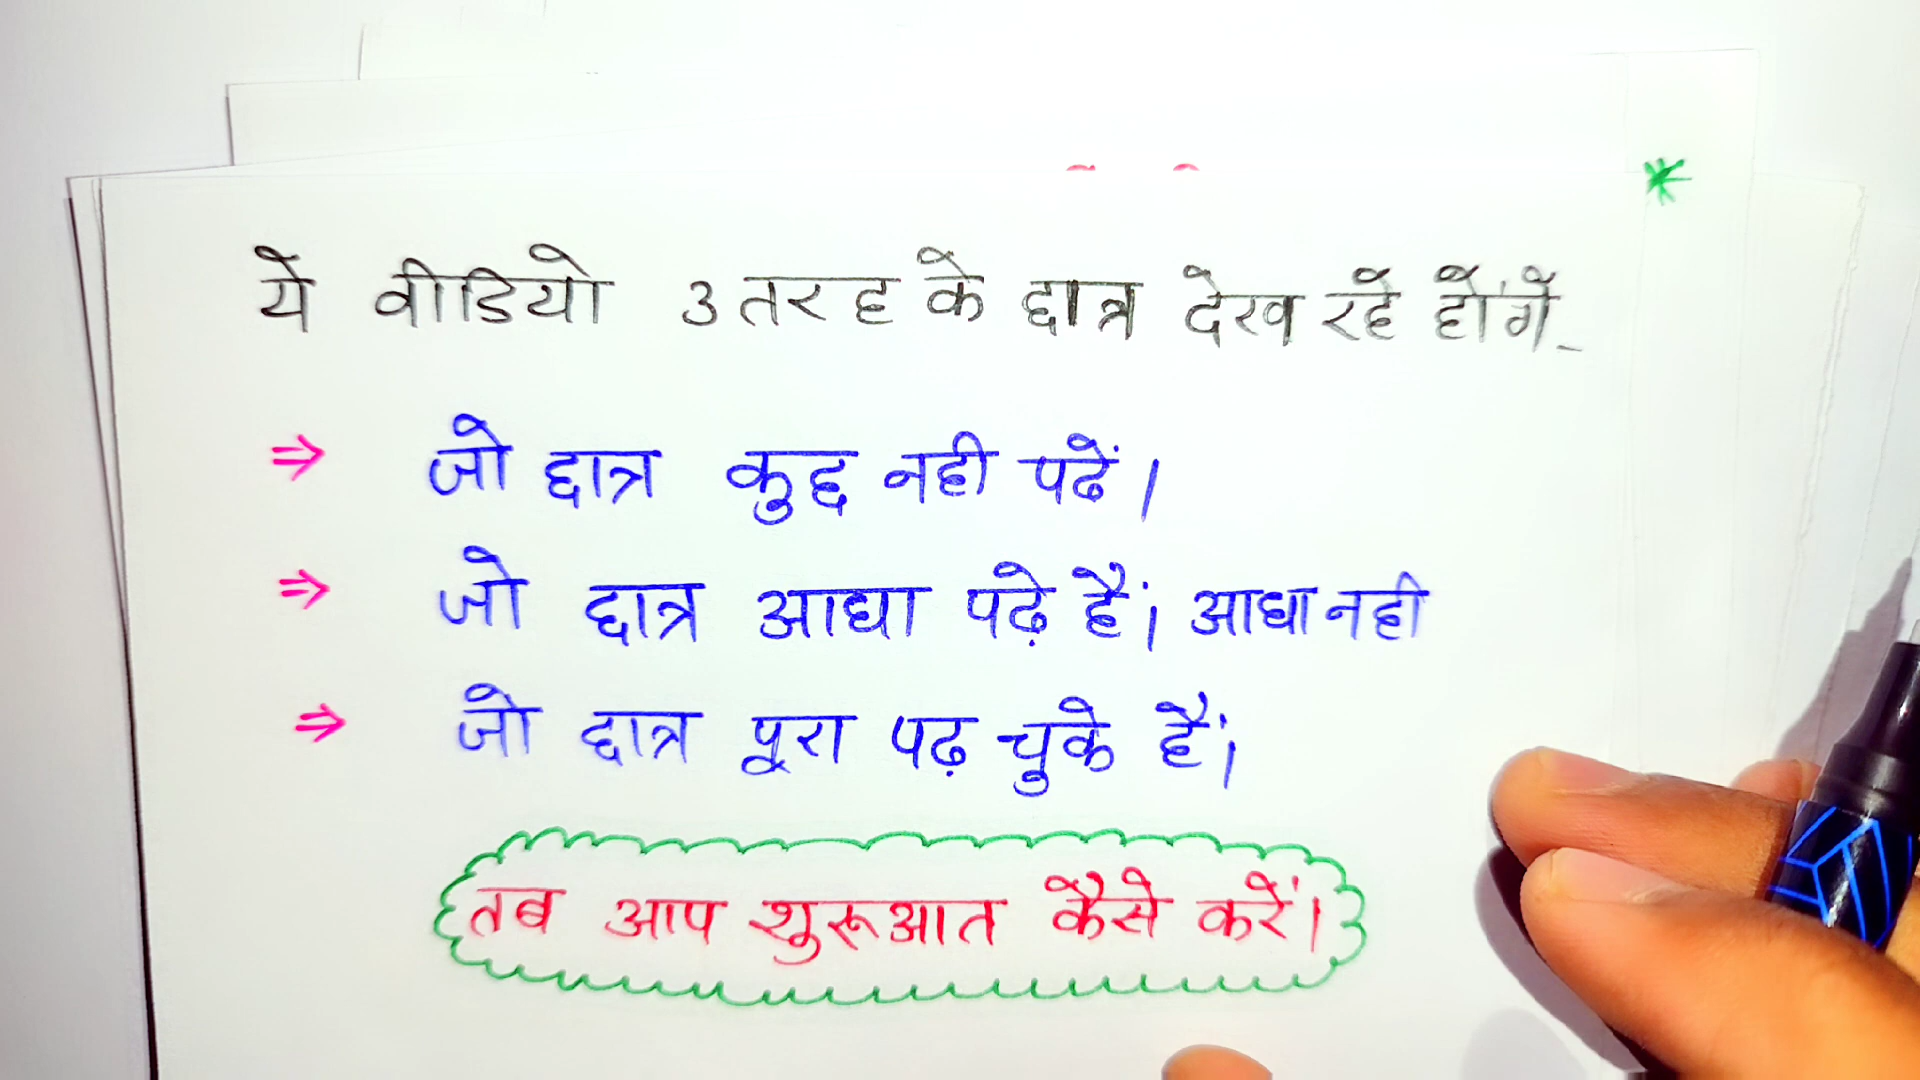 ये वीडियो 3 तरह के छात्र देख रहे होंगें-
⇒ जो छात्र कुछ नही पढें।
⇒ जो छात्र आधा पढ़े हैं। आधा नही
⇒ जो छात्र पूरा पढ़ चुके हैं।
तब आप शुरूआत कैसे करें।